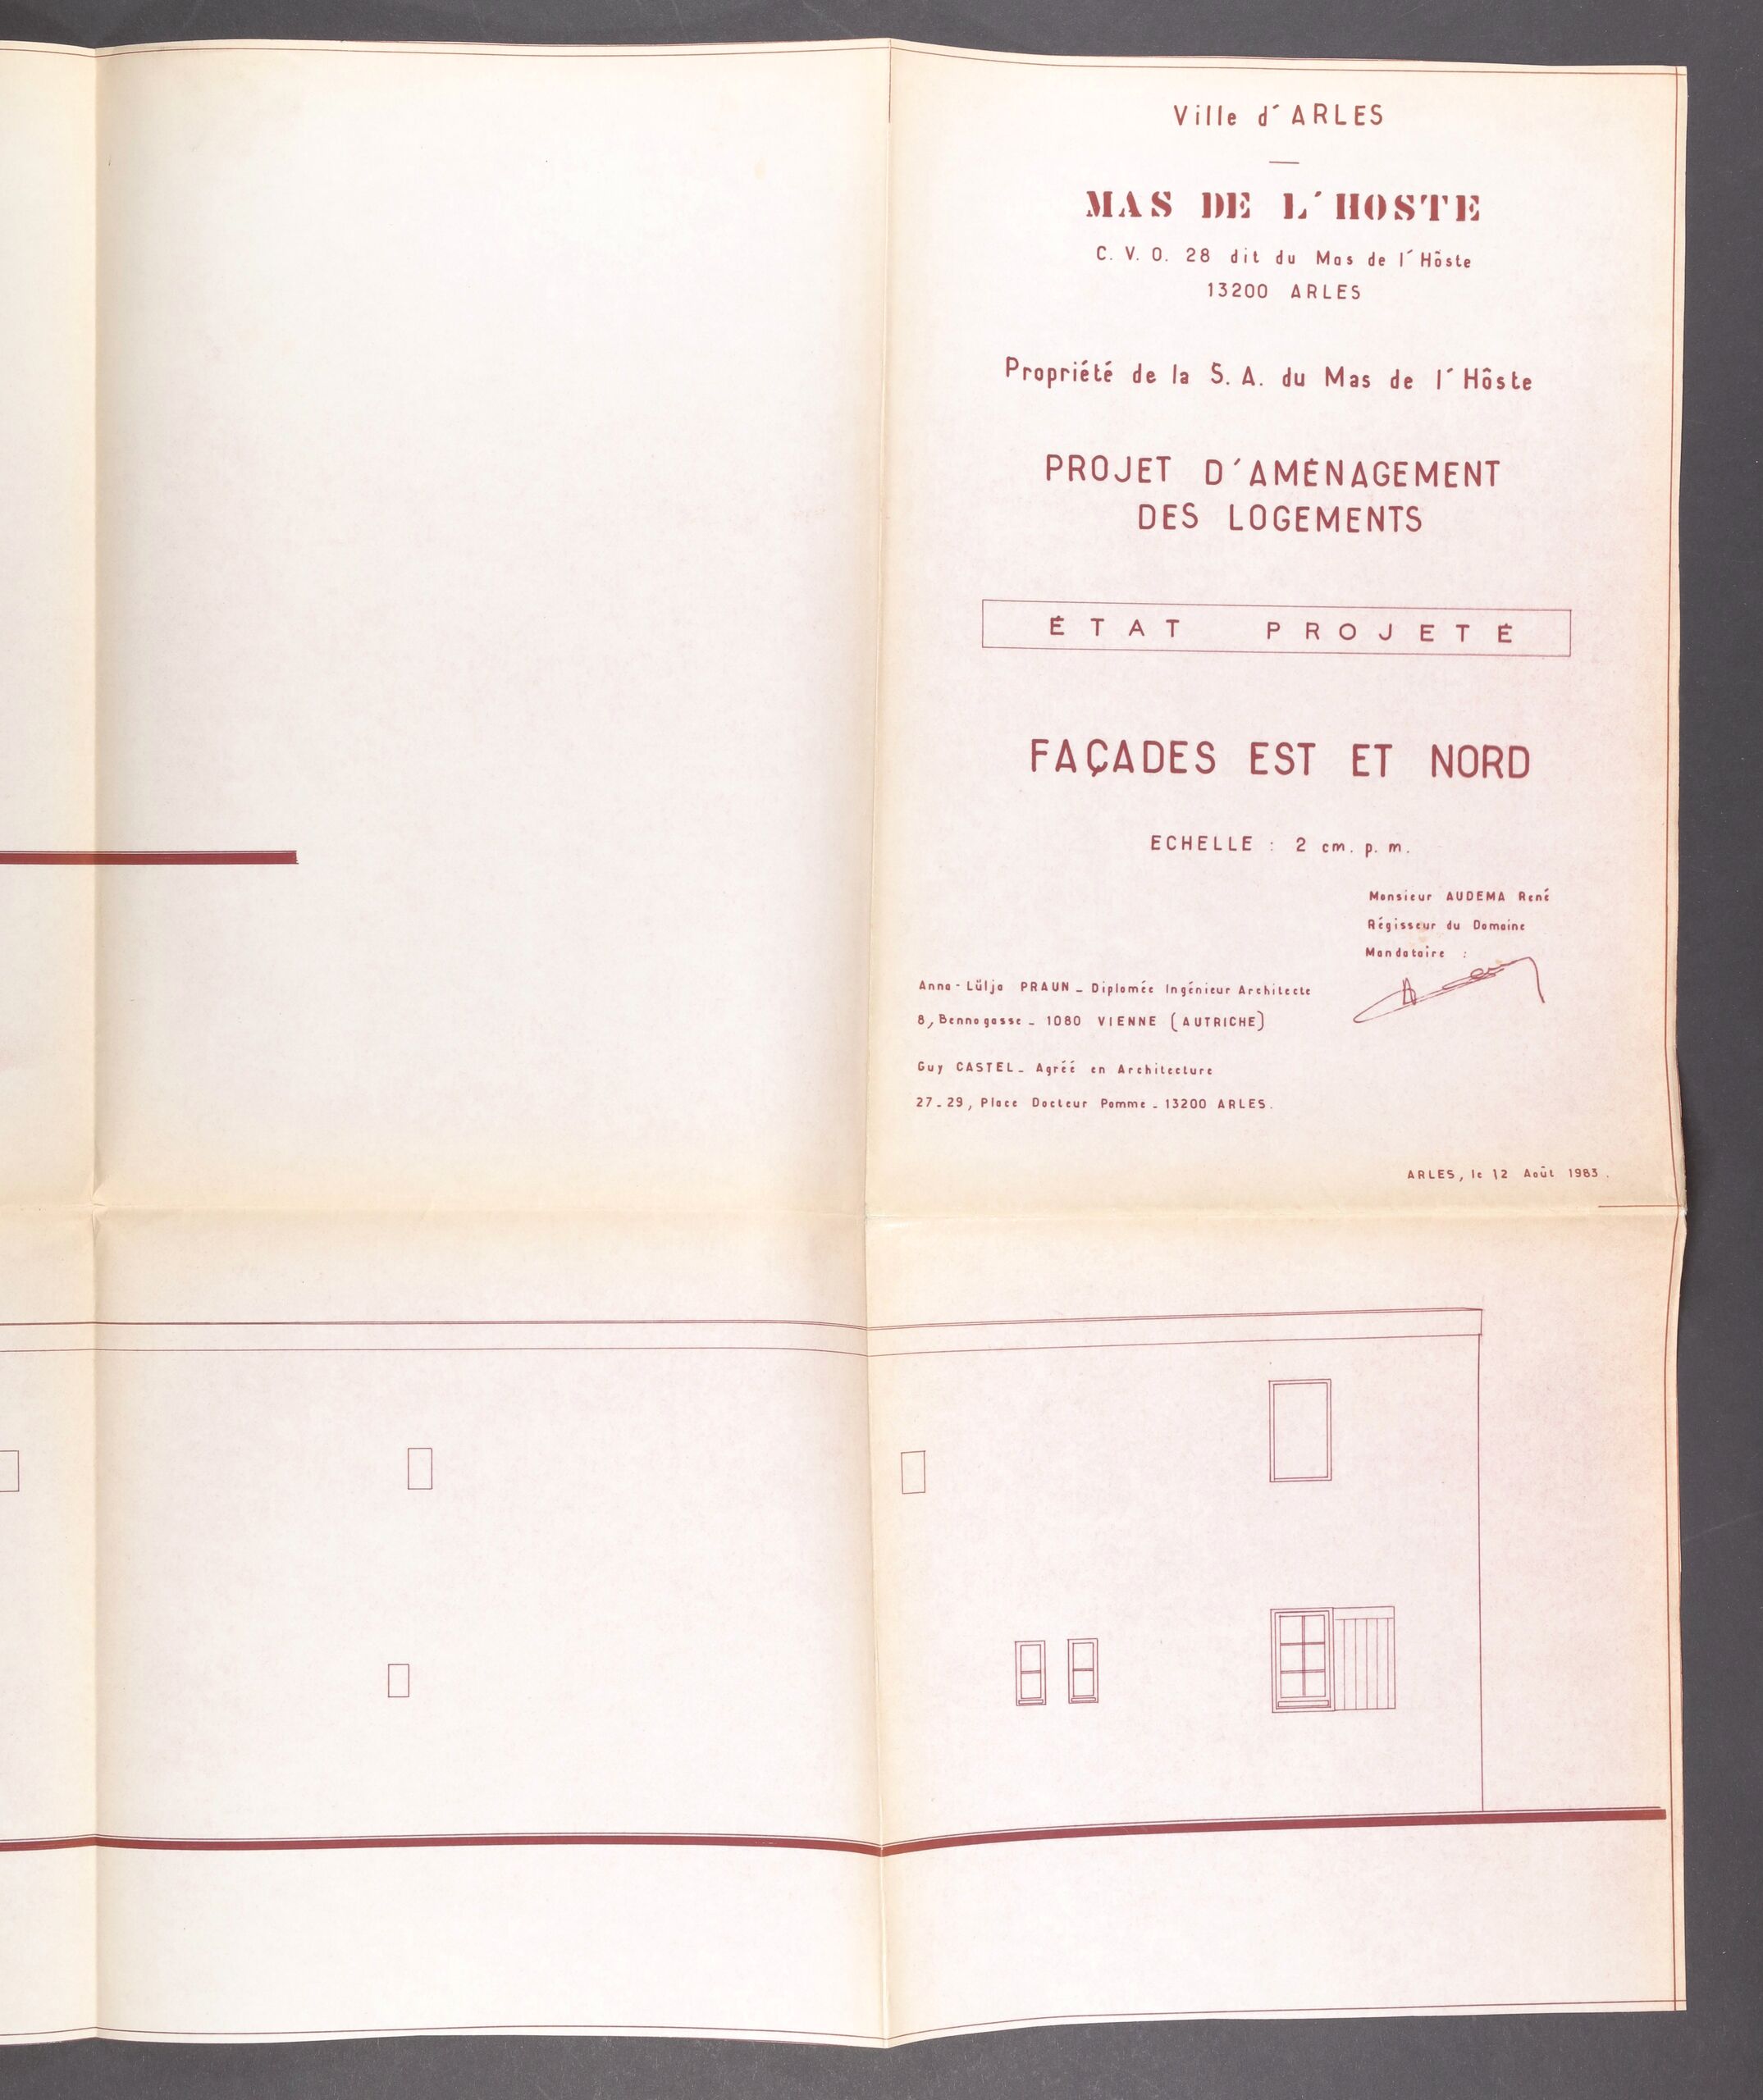 Ville d'ARLES
MAS DE L'HOSTE
C. V. O. 28 dit du Mas de l'Hôste
13200 ARLES
Propriété de la S. A. du Mas de l'Hôste
PROJET D'AMÉNAGEMENT
DES LOGEMENTS
ÉTAT PROJETÉ
FAÇADES EST ET NORD
ECHELLE : 2 cm. p. m.
Monsieur AUDEMA René
Régisseur du Domaine
Mandataire :
Anna - Lülja PRAUN _ Diplomée Ingénieur Architecte
8, Bennogasse _ 1080 VIENNE (AUTRICHE)
Guy CASTEL _ Agréé en Architecture
27_29, Place Docteur Pomme _ 13200 ARLES.
ARLES, le 12 Août 1983.